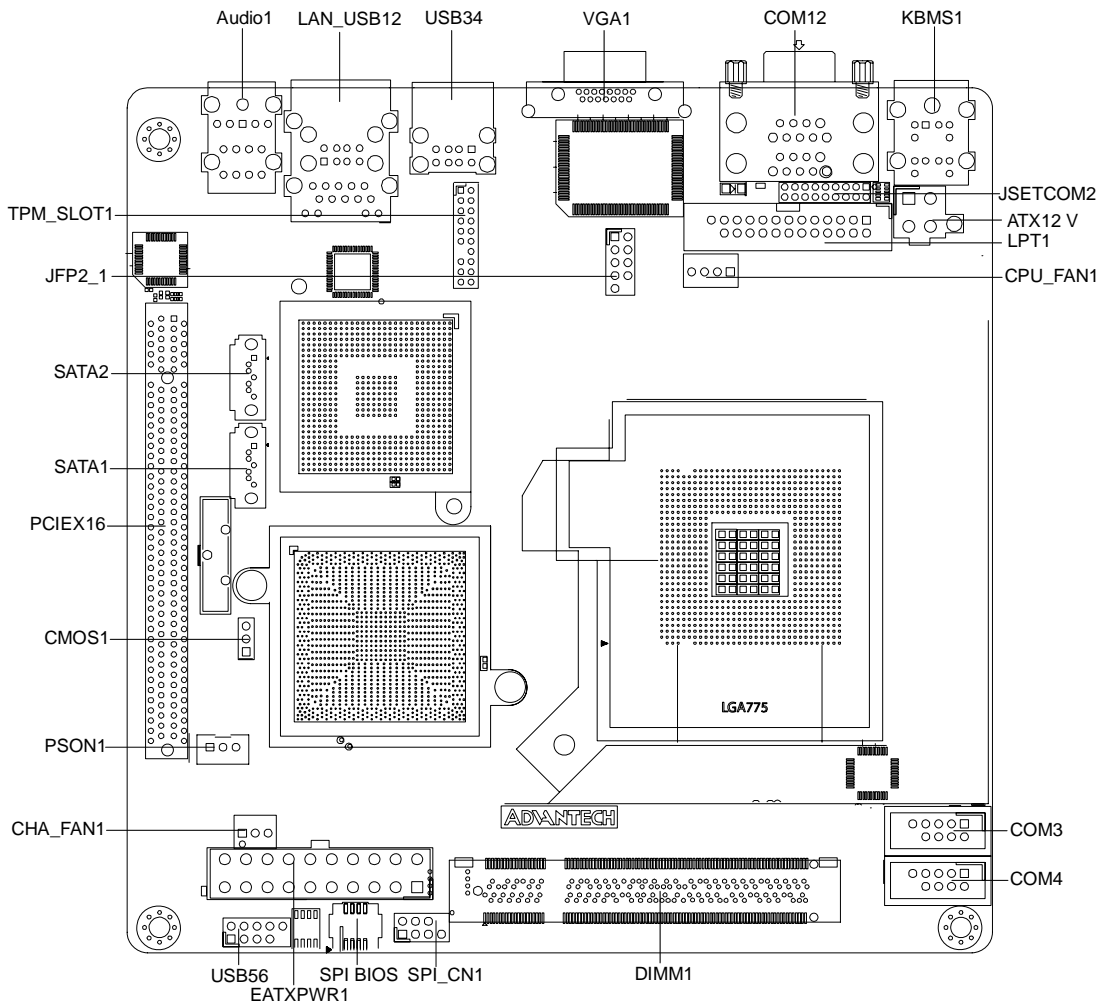 Audio1 LAN_USB12 USB34 VGA1 COM12 KBMS1
JSETCOM2
TPM_SLOT1
ATX12 V
LPT1
JFP2_1
CPU_FAN1
SATA2
SATA1
PCIEX16
CMOS1
LGA775
PSON1
ADVANTECH
CHA_FAN1
COM3
COM4
USB56 SPI BIOS SPI_CN1 DIMM1
EATXPWR1